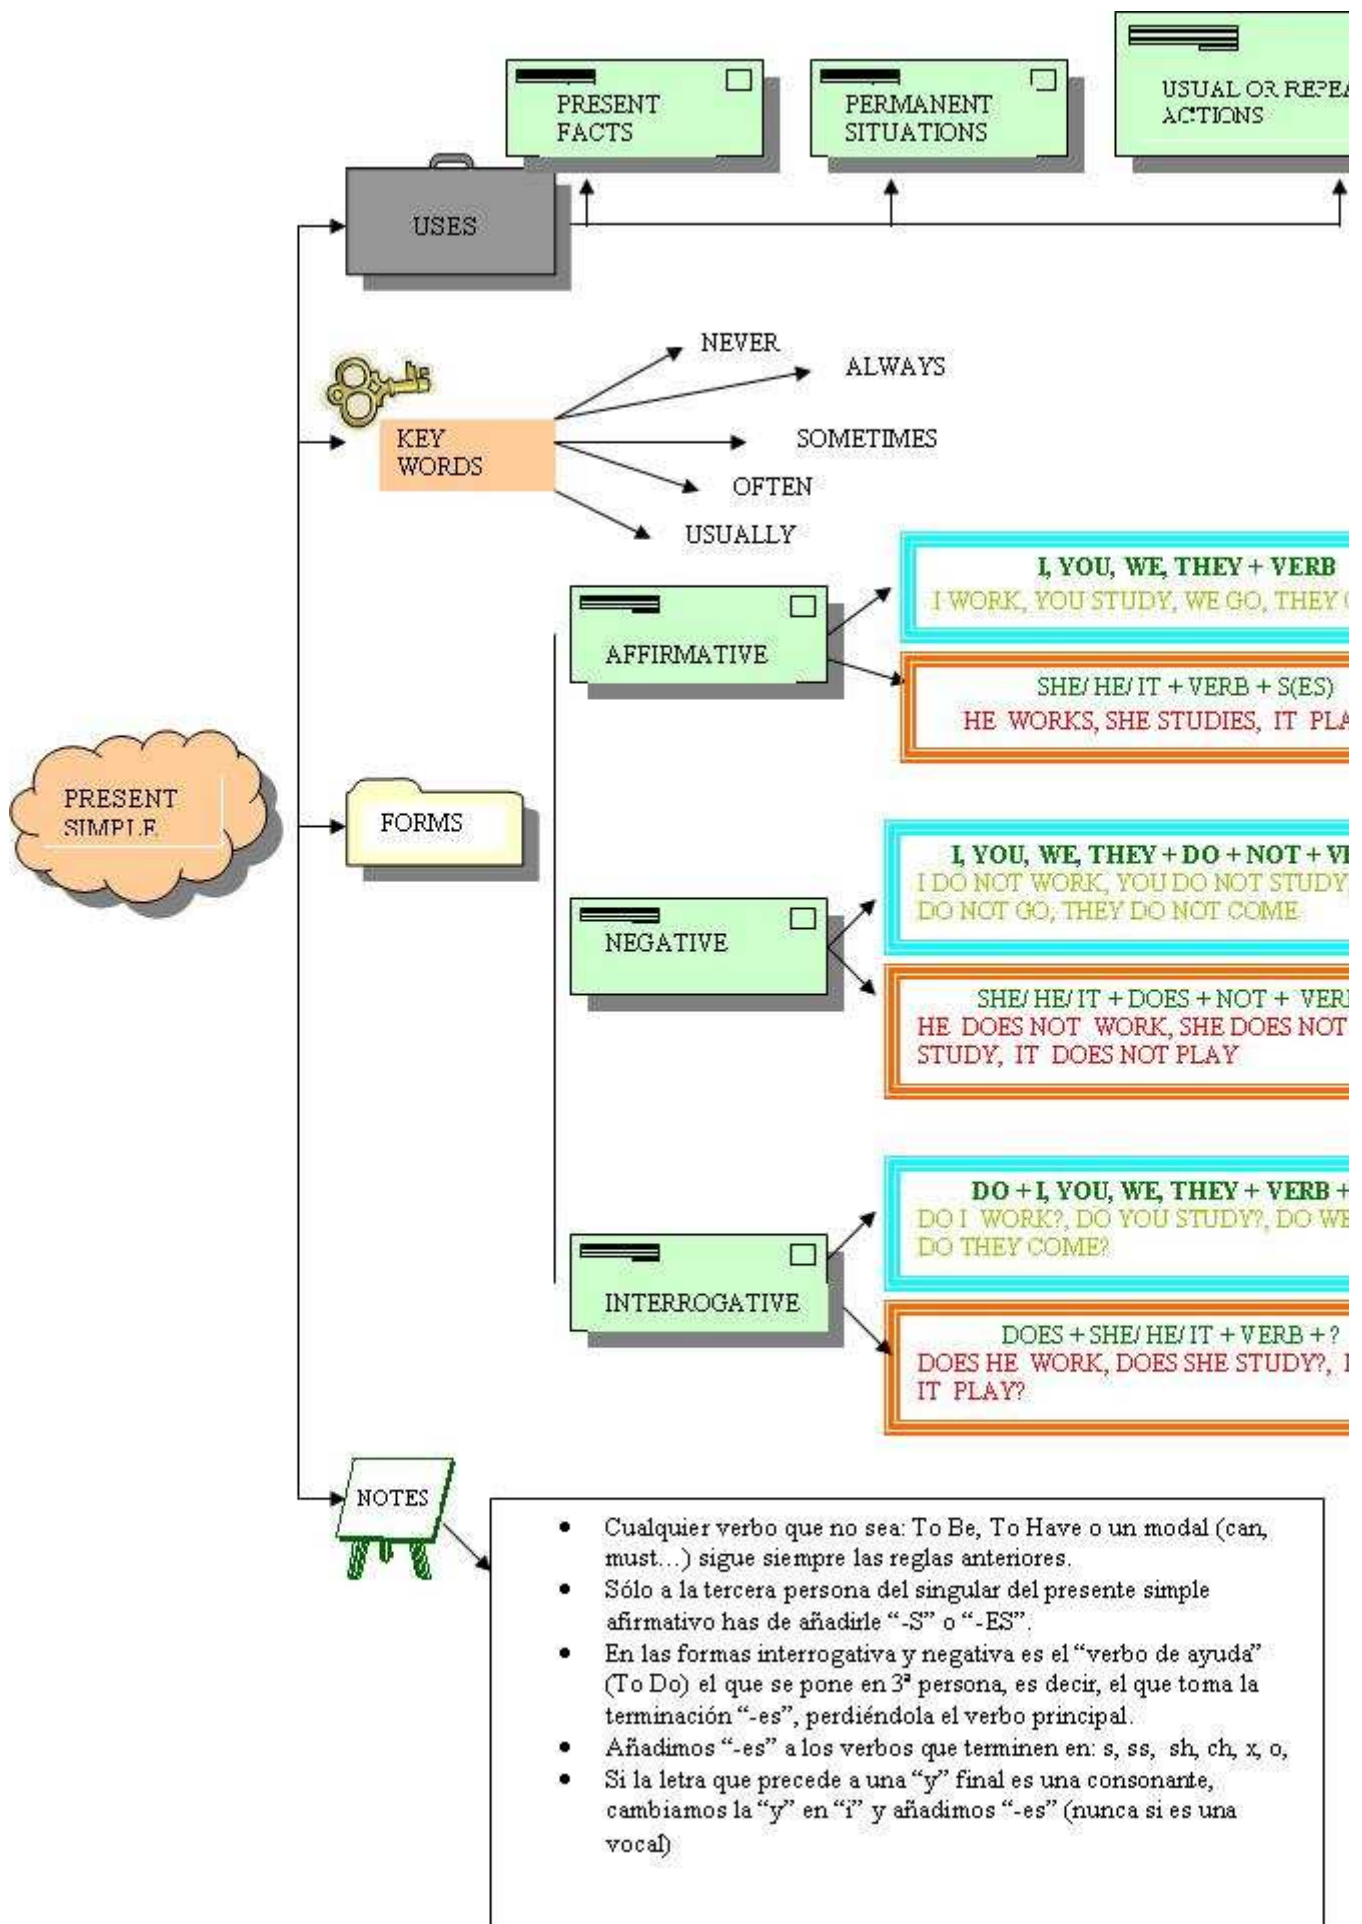 PRESENT
FACTS
PERMANENT
SITUATIONS
USUAL OR
ACTIONS
USES
NEVER
ALWAYS
KEY
WORDS
SOMETIMES
OFTEN
USUALLY
I, YOU, WE, THEY + VERB
I WORK, YOU STUDY, WE GO, THEY
AFFIRMATIVE
SHE/ HE/ IT + VERB + S(ES)
HE WORKS, SHE STUDIES, IT
PRESENT
SIMPLE
FORMS
I, YOU, WE, THEY + DO + NOT +
I DO NOT WORK, YOU DO NOT STUDY,
DO NOT GO, THEY DO NOT COME
NEGATIVE
SHE/ HE/ IT + DOES + NOT +
HE DOES NOT WORK, SHE DOES NOT
STUDY, IT DOES NOT PLAY
DO + I, YOU, WE, THEY + VERB +
DO I WORK?, DO YOU STUDY?, DO WE
DO THEY COME?
INTERROGATIVE
DOES + SHE/ HE/ IT + VERB + ?
DOES HE WORK, DOES SHE STUDY?,
IT PLAY?
NOTES
• Cualquier verbo que no sea: To Be, To Have o un modal (can,
must...) sigue siempre las reglas anteriores.
• Sólo a la tercera persona del singular del presente simple
afirmativo has de añadirle “-S” o “-ES”.
• En las formas interrogativa y negativa es el “verbo de ayuda”
(To Do) el que se pone en 3ª persona, es decir, el que toma la
terminación “-es”, perdiéndola el verbo principal.
• Añadimos “-es” a los verbos que terminen en: s, ss, sh, ch, x, o,
• Si la letra que precede a una “y” final es una consonante,
cambiamos la “y” en “i” y añadimos “-es” (nunca si es una
vocal)